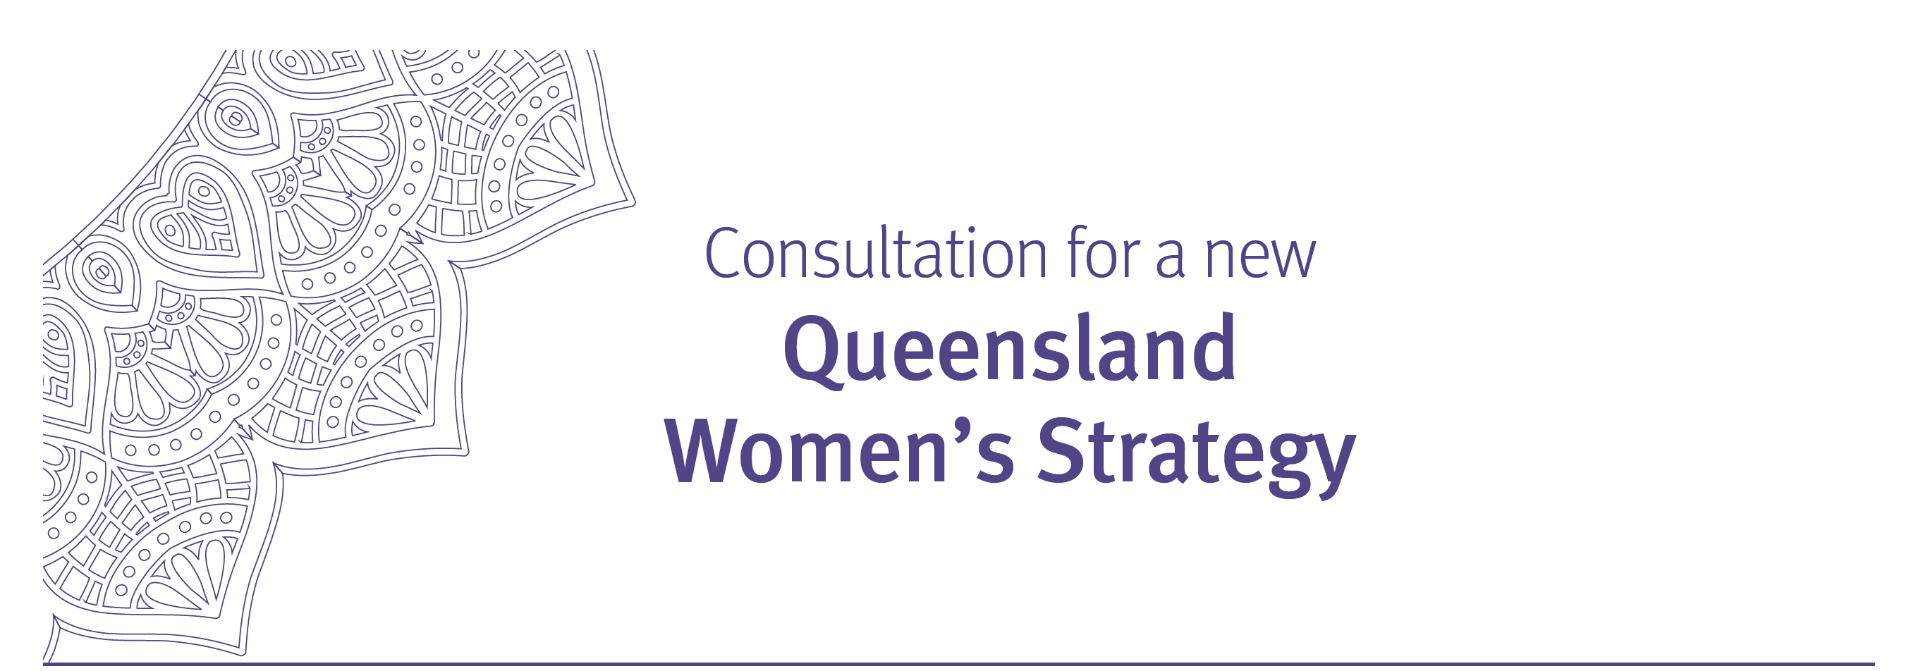 Consultation for a new
Queensland
Women’s Strategy